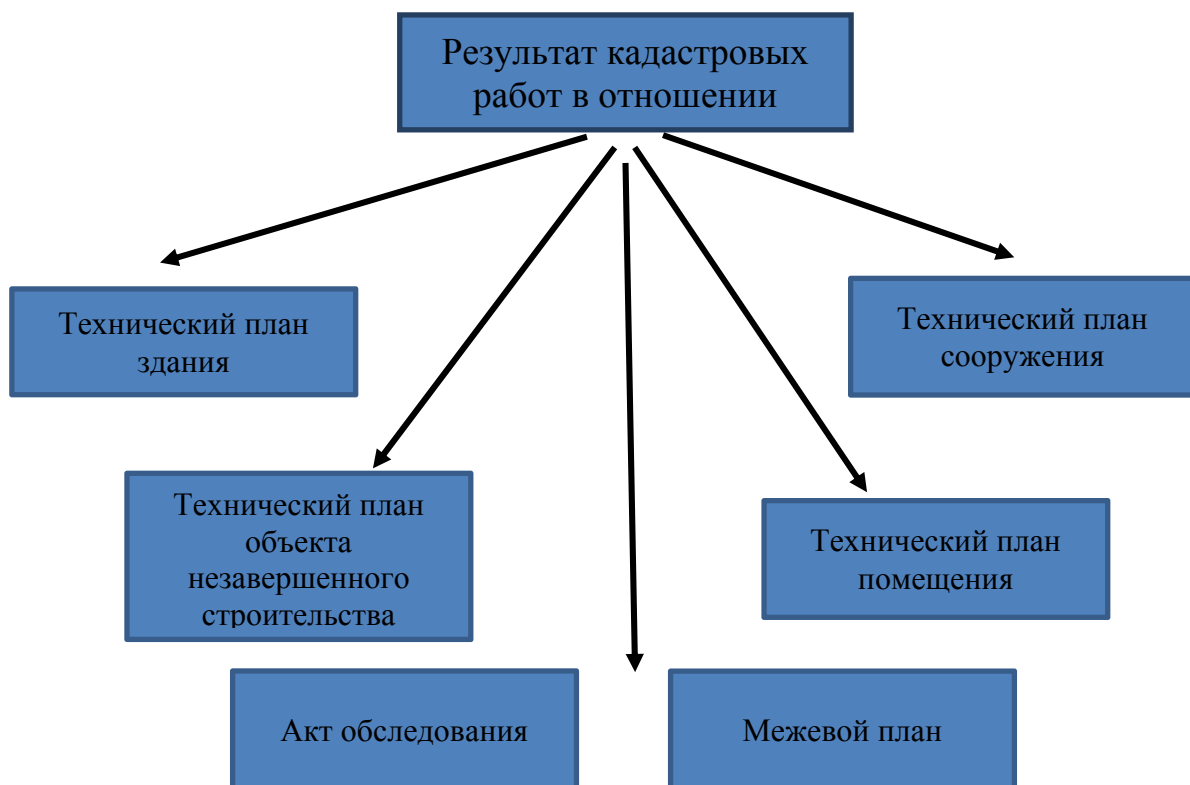 Результат кадастровых
работ в отношении
Технический план
здания
Технический план
сооружения
Технический план
объекта
незавершенного
строительства
Технический план
помещения
Акт обследования
Межевой план